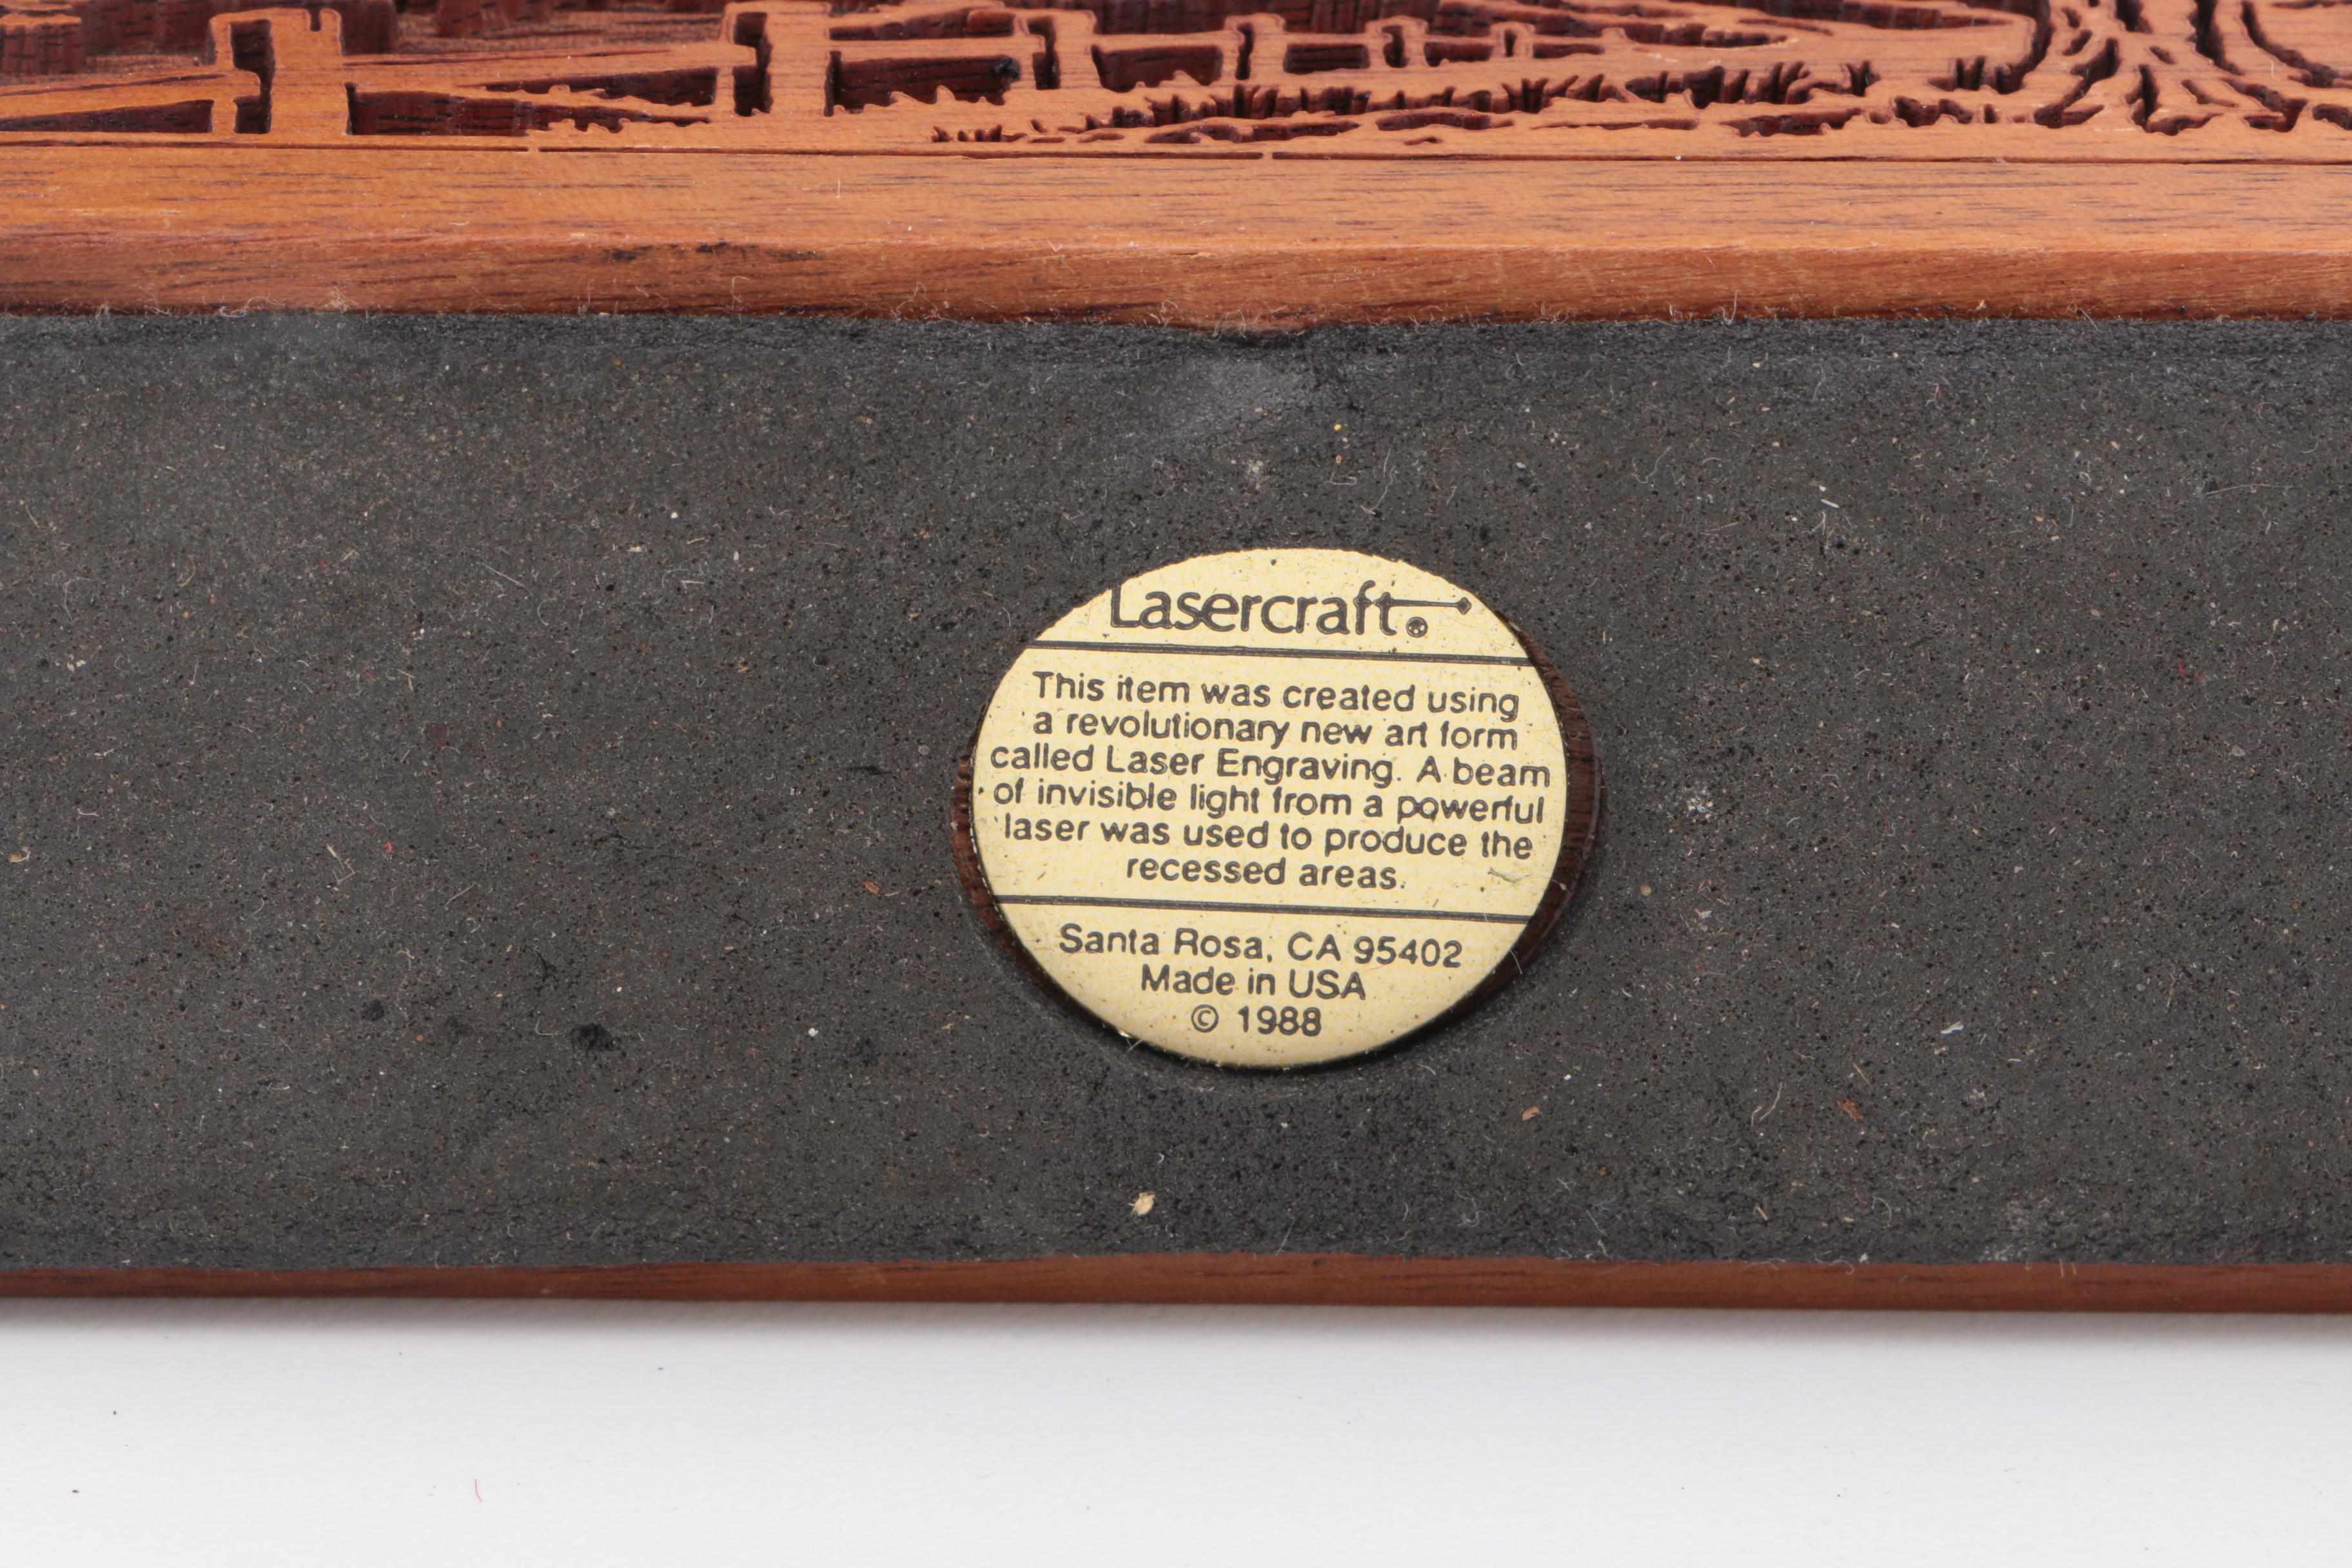 Lasercraft®
This item was created using
a revolutionary new art form
called Laser Engraving. A beam
of invisible light from a powerful
laser was used to produce the
recessed areas.
Santa Rosa, CA 95402
Made in USA
© 1988